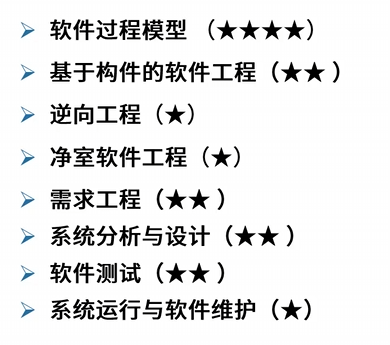 ➢ 软件过程模型 （★★★★）
➢ 基于构件的软件工程（★★ ）
➢ 逆向工程（★）
➢ 净室软件工程（★）
➢ 需求工程（★★ ）
➢ 系统分析与设计（★★ ）
➢ 软件测试（★★ ）
➢ 系统运行与软件维护（★）